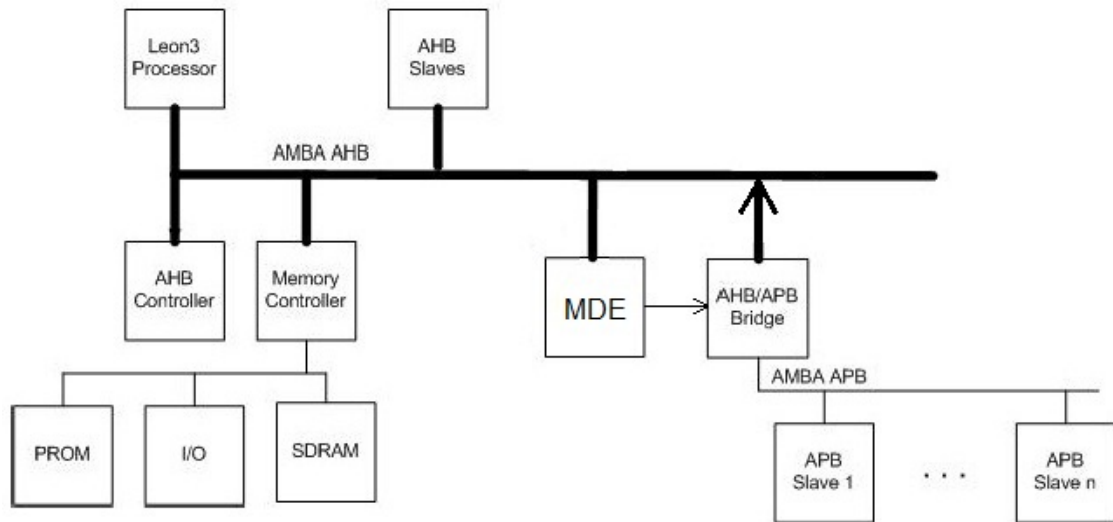 Leon3
Processor
AHB
Slaves
AMBA AHB
AHB
Controller
Memory
Controller
MDE
AHB/APB
Bridge
AMBA APB
PROM
I/O
SDRAM
APB
Slave 1
. . .
APB
Slave n